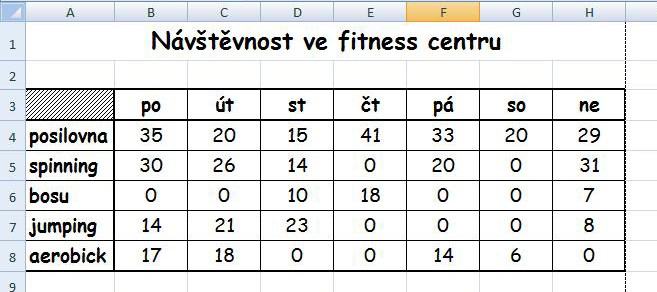 A B C D E F G H
1 Návštěvnost ve fitness centru
2
3 po út st čt pá so ne
4 posilovna 35 20 15 41 33 20 29
5 spinning 30 26 14 0 20 0 31
6 bosu 0 0 10 18 0 0 7
7 jumping 14 21 23 0 0 0 8
8 aerobick 17 18 0 0 14 6 0
9